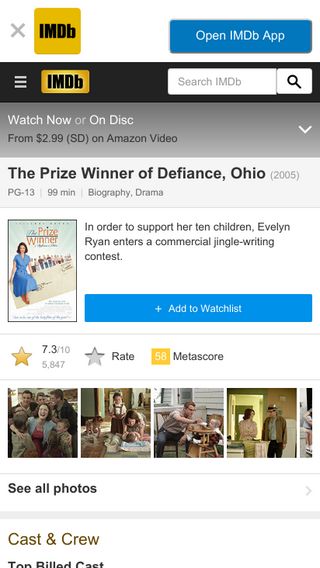 IMDb
Open IMDb App
IMDb
Search IMDb
Watch Now or On Disc
From $2.99 (SD) on Amazon Video
The Prize Winner of Defiance, Ohio (2005)
PG-13 | 99 min | Biography, Drama
The Prize
Winner
In order to support her ten children, Evelyn
Ryan enters a commercial jingle-writing
contest.
+ Add to Watchlist
7.3/10
5,847
Rate
58 Metascore
See all photos
Cast & Crew
Top Billed Cast